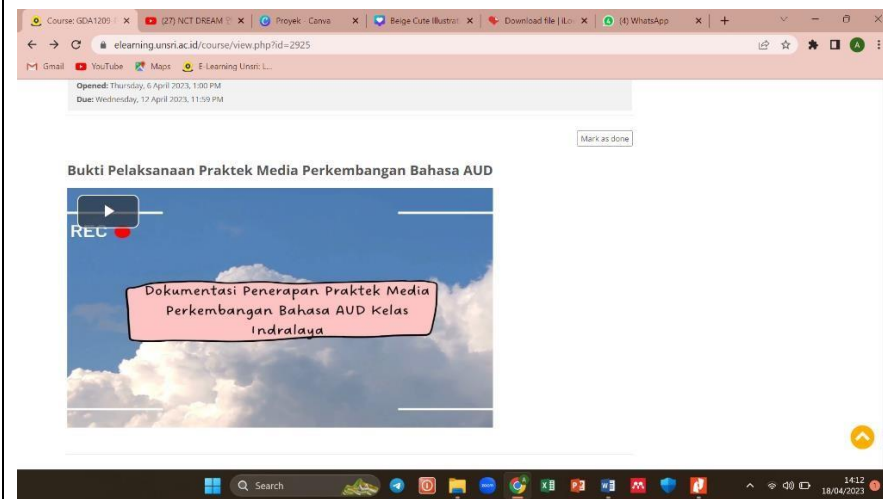 Course: GDA1209
(27) NCT DREAM
Proyek - Canva
Beige Cute Illustrat
Download file | iLo
(4) WhatsApp
elearning.unsri.ac.id/course/view.php?id=2925
Gmail
YouTube
Maps
E-Learning Unsri: L...
Opened: Thursday, 6 April 2023, 1:00 PM
Due: Wednesday, 12 April 2023, 11:59 PM
Mark as done
Bukti Pelaksanaan Praktek Media Perkembangan Bahasa AUD
REC
Dokumentasi Penerapan Praktek Media
Perkembangan Bahasa AUD Kelas
Indralaya
Search
14:12
18/04/2023